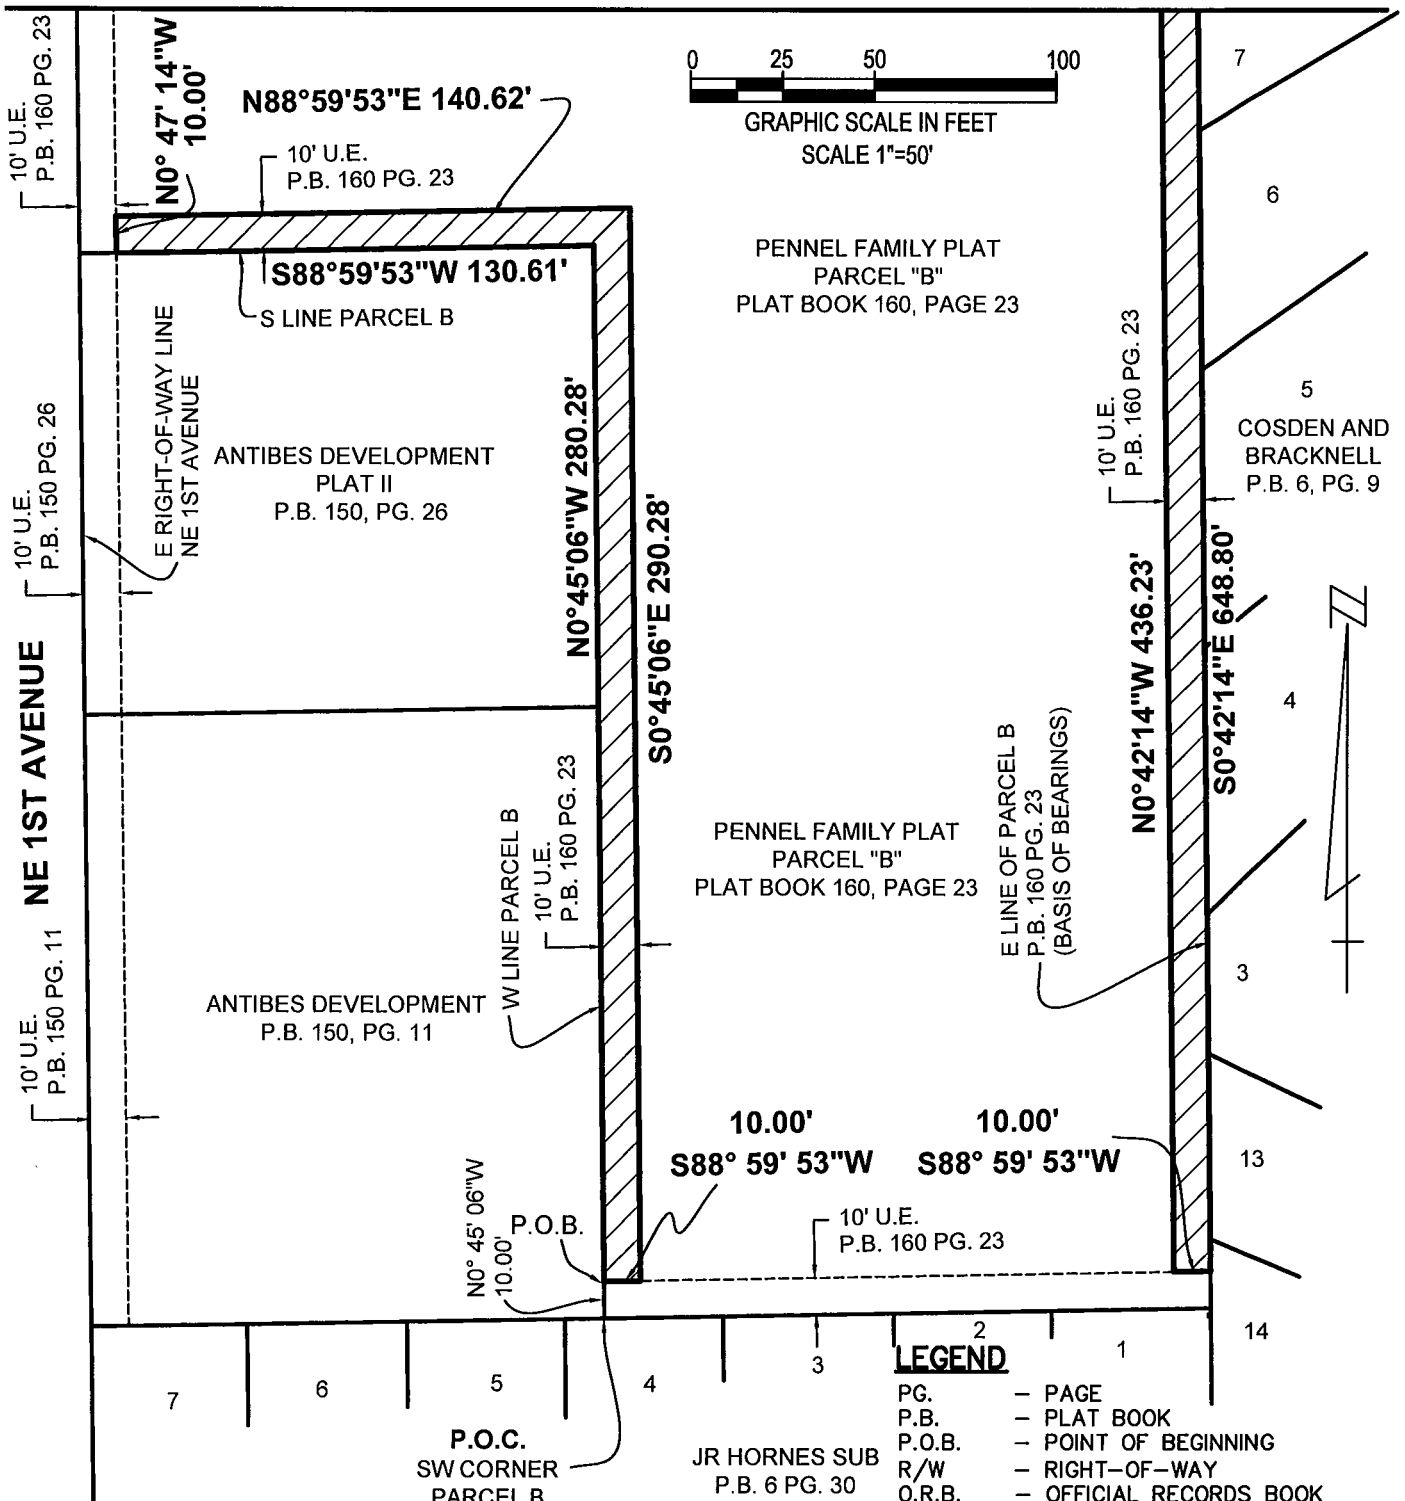 10' U.E.
P.B. 160 PG. 23
N0° 47' 14"W
10.00'
N88°59'53"E 140.62'
10' U.E.
P.B. 160 PG. 23
0 25 50 100
GRAPHIC SCALE IN FEET
SCALE 1"=50'
7
6
S88°59'53"W 130.61'
S LINE PARCEL B
PENNEL FAMILY PLAT
PARCEL "B"
PLAT BOOK 160, PAGE 23
10' U.E.
P.B. 160 PG. 23
5
COSDEN AND
BRACKNELL
P.B. 6, PG. 9
E RIGHT-OF-WAY LINE
NE 1ST AVENUE
10' U.E.
P.B. 150 PG. 26
ANTIBES DEVELOPMENT
PLAT II
P.B. 150, PG. 26
N0°45'06"W 280.28'
S0°45'06"E 290.28'
N0°42'14"W 436.23'
S0°42'14"E 648.80'
N
4
NE 1ST AVENUE
W LINE PARCEL B
10' U.E.
P.B. 160 PG. 23
PENNEL FAMILY PLAT
PARCEL "B"
PLAT BOOK 160, PAGE 23
E LINE OF PARCEL B
P.B. 160 PG. 23
(BASIS OF BEARINGS)
3
10' U.E.
P.B. 150 PG. 11
ANTIBES DEVELOPMENT
P.B. 150, PG. 11
10.00'
S88° 59' 53"W
10.00'
S88° 59' 53"W
13
N0° 45' 06"W
10.00'
P.O.B.
10' U.E.
P.B. 160 PG. 23
14
7
6
5
4
3
2
1
P.O.C.
SW CORNER
PARCEL B
JR HORNES SUB
P.B. 6 PG. 30
LEGEND
PG. – PAGE
P.B. – PLAT BOOK
P.O.B. – POINT OF BEGINNING
R/W – RIGHT–OF–WAY
O.R.B. – OFFICIAL RECORDS BOOK